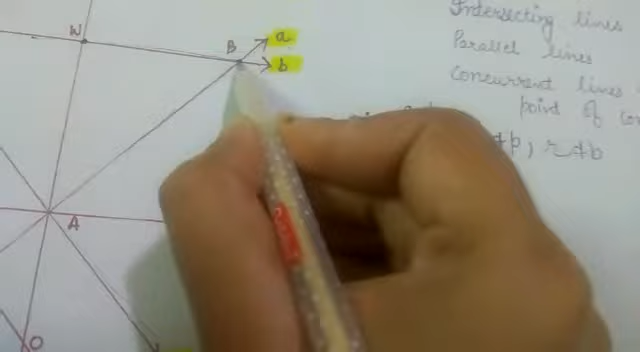 Intersecting lines
Parallel lines
Concurrent lines
point of
W
B
a
b
A
O